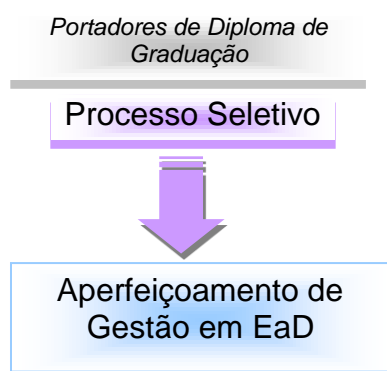 Portadores de Diploma de
Graduação
Processo Seletivo
Aperfeiçoamento de
Gestão em EaD